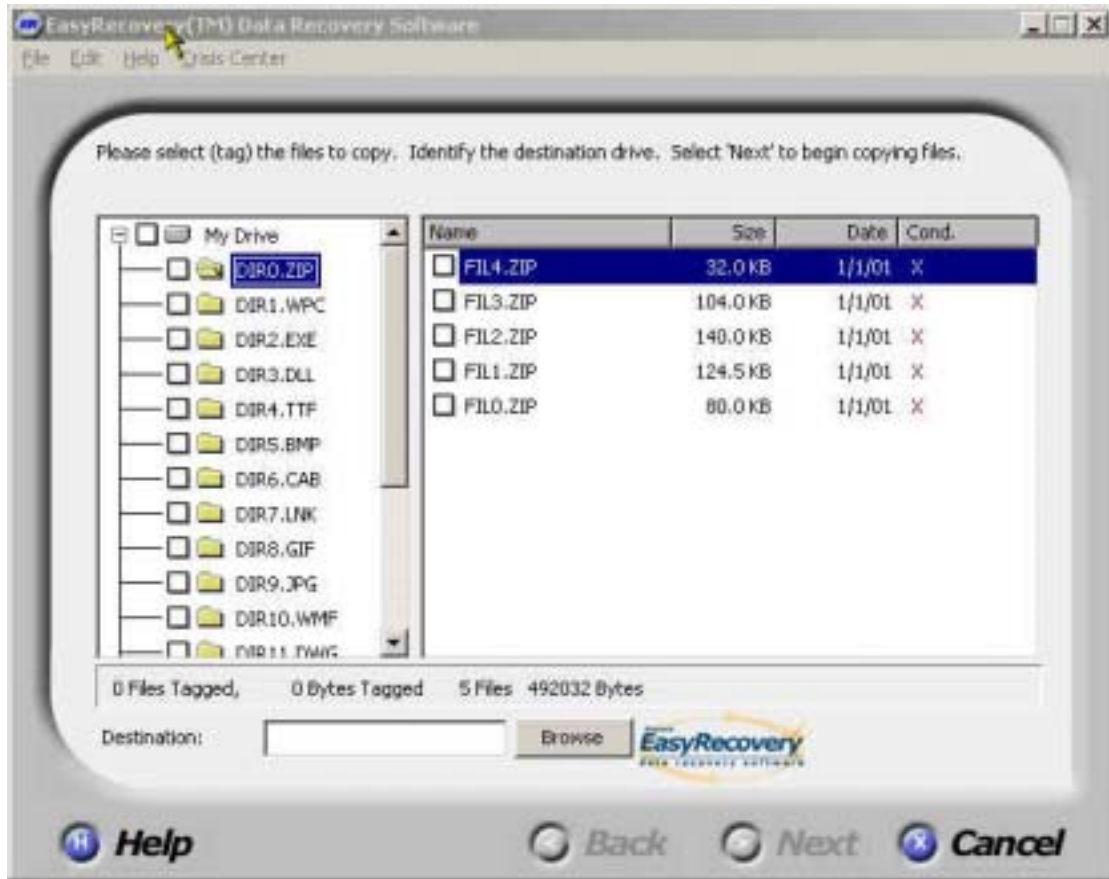 EasyRecovery(TM) Data Recovery Software
File Edit Help Crisis Center
Please select (tag) the files to copy. Identify the destination drive. Select 'Next' to begin copying files.
My Drive
DIR0.ZIP
DIR1.WPC
DIR2.EXE
DIR3.DLL
DIR4.TTF
DIR5.BMP
DIR6.CAB
DIR7.LNK
DIR8.GIF
DIR9.JPG
DIR10.WMF
DIR11.DWG
Name Size Date Cond.
FIL4.ZIP 32.0 KB 1/1/01 X
FIL3.ZIP 104.0 KB 1/1/01 X
FIL2.ZIP 140.0 KB 1/1/01 X
FIL1.ZIP 124.5 KB 1/1/01 X
FIL0.ZIP 80.0 KB 1/1/01 X
0 Files Tagged, 0 Bytes Tagged 5 Files 492032 Bytes
Destination: Browse
EasyRecovery
data recovery software
Help Back Next Cancel